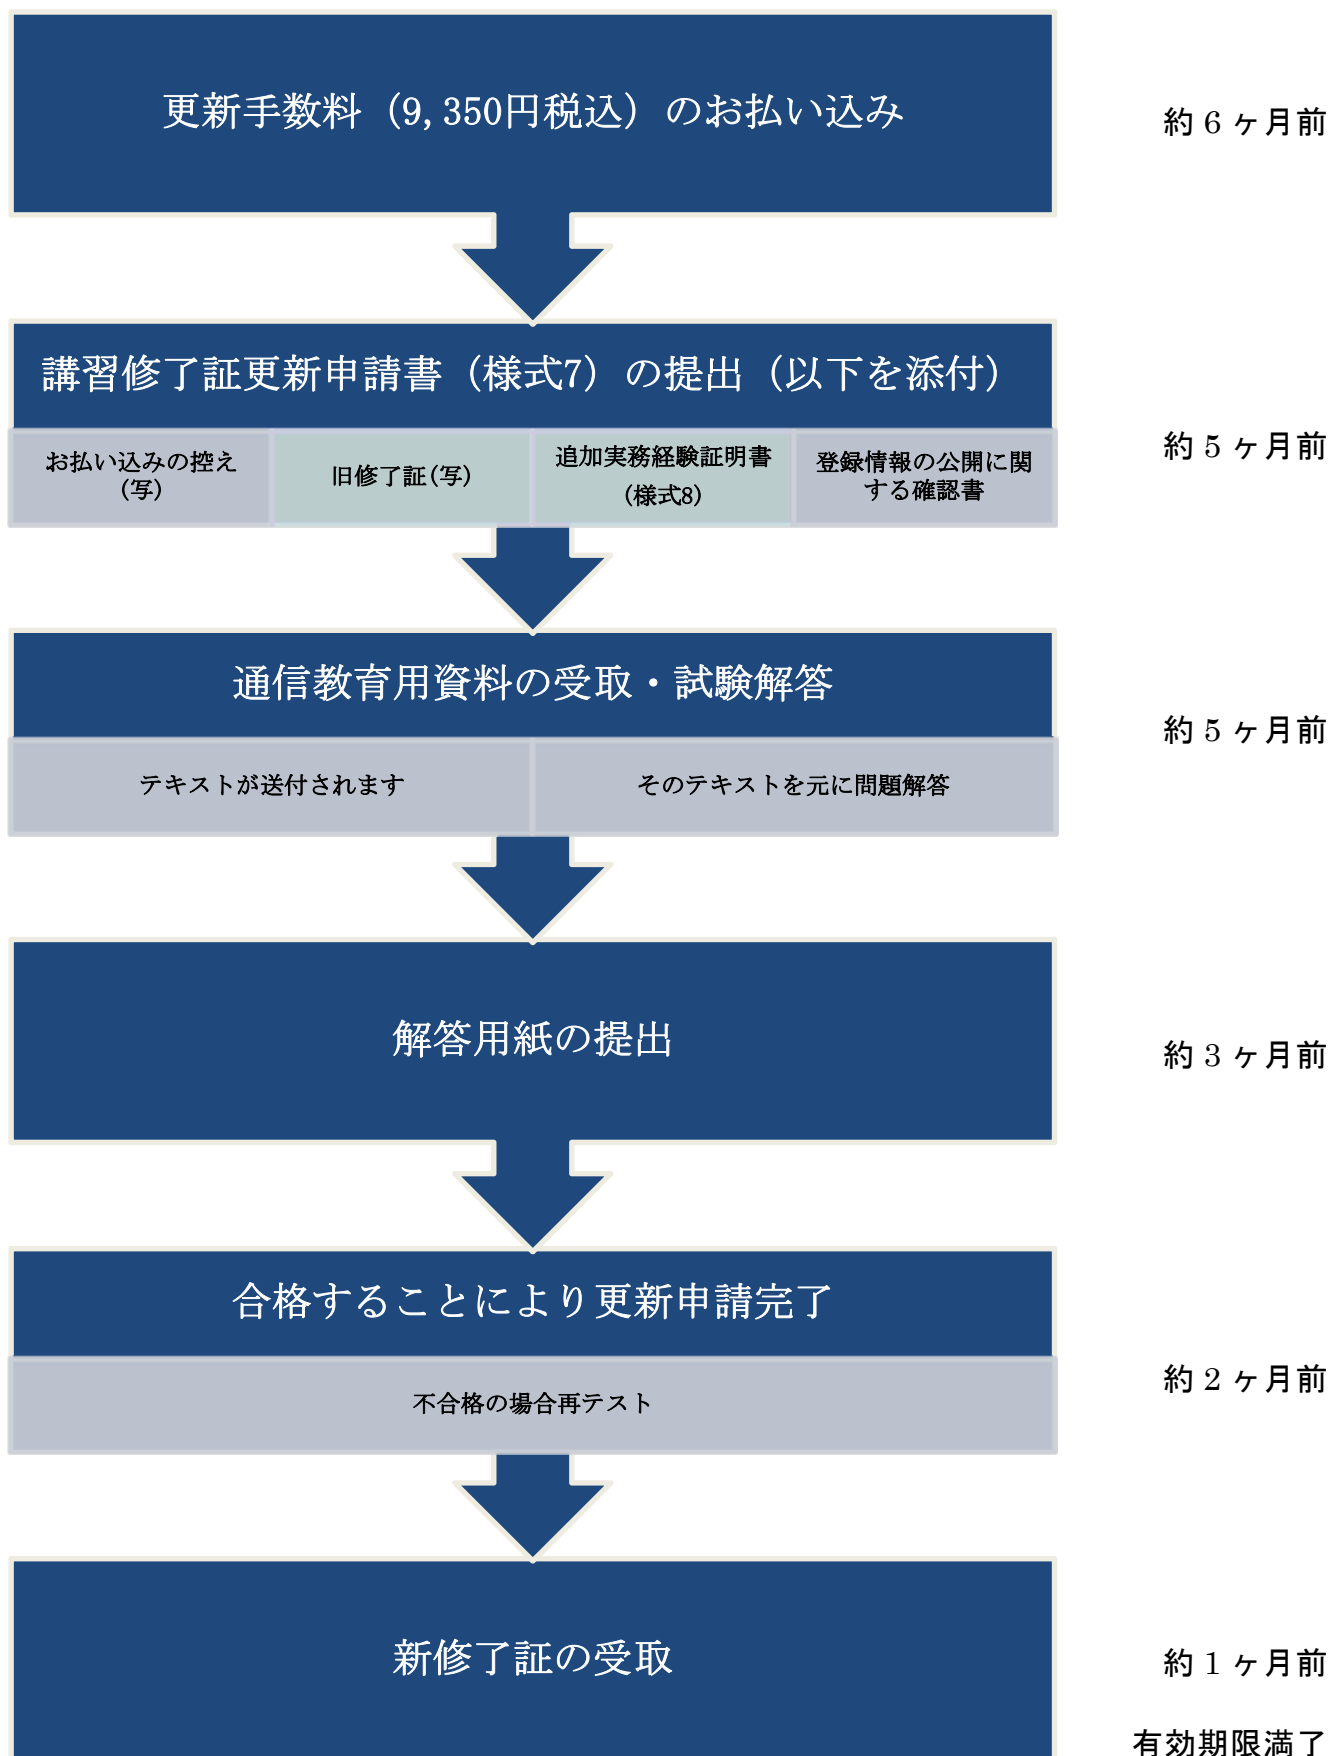 更新手数料（9,350円税込）のお払い込み
約 6 ヶ月前
講習修了証更新申請書（様式7）の提出（以下を添付）
お払い込みの控え
(写)
旧修了証(写)
追加実務経験証明書
(様式8)
登録情報の公開に関
する確認書
約 5 ヶ月前
通信教育用資料の受取・試験解答
テキストが送付されます
そのテキストを元に問題解答
約 5 ヶ月前
解答用紙の提出
約 3 ヶ月前
合格することにより更新申請完了
不合格の場合再テスト
約 2 ヶ月前
新修了証の受取
約 1 ヶ月前
有効期限満了